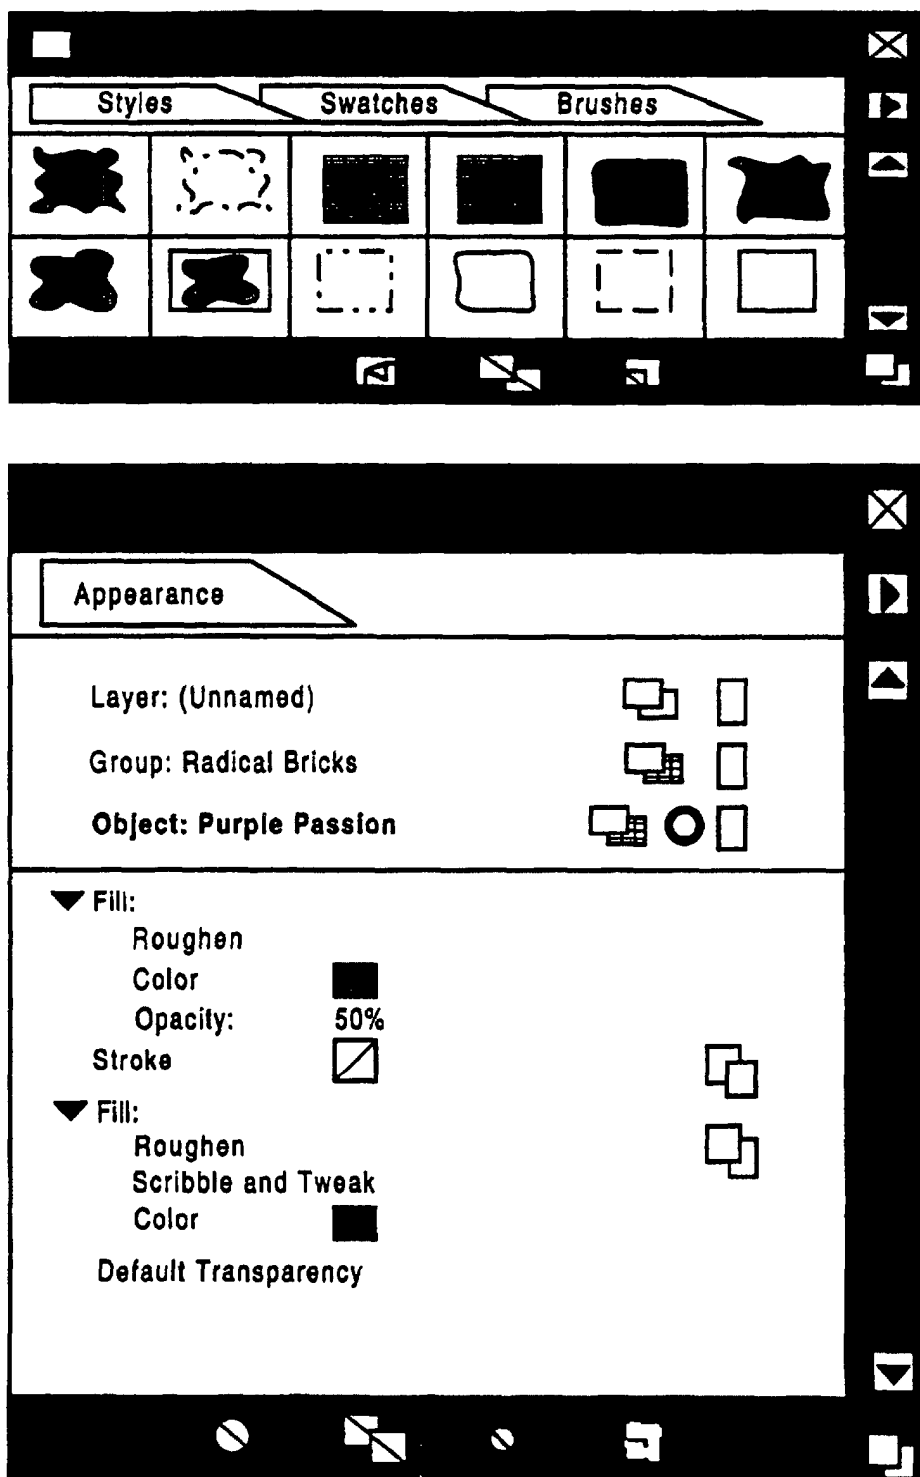 Styles Swatches Brushes
Appearance
Layer: (Unnamed)
Group: Radical Bricks
Object: Purple Passion
Fill:
Roughen
Color
Opacity: 50%
Stroke
Fill:
Roughen
Scribble and Tweak
Color
Default Transparency